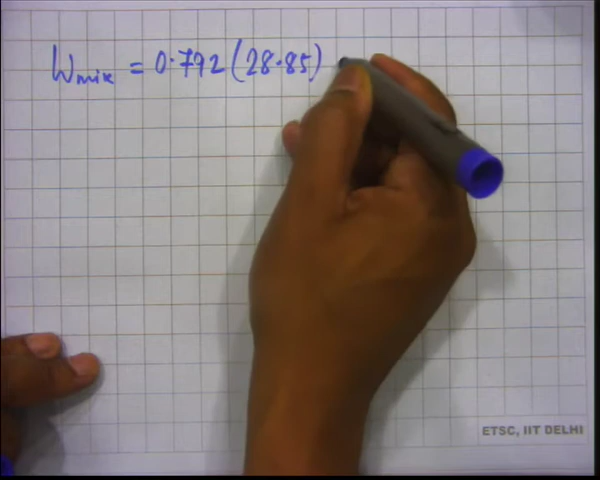 Wmix = 0.792 (28.85)
ETSC, IIT DELHI